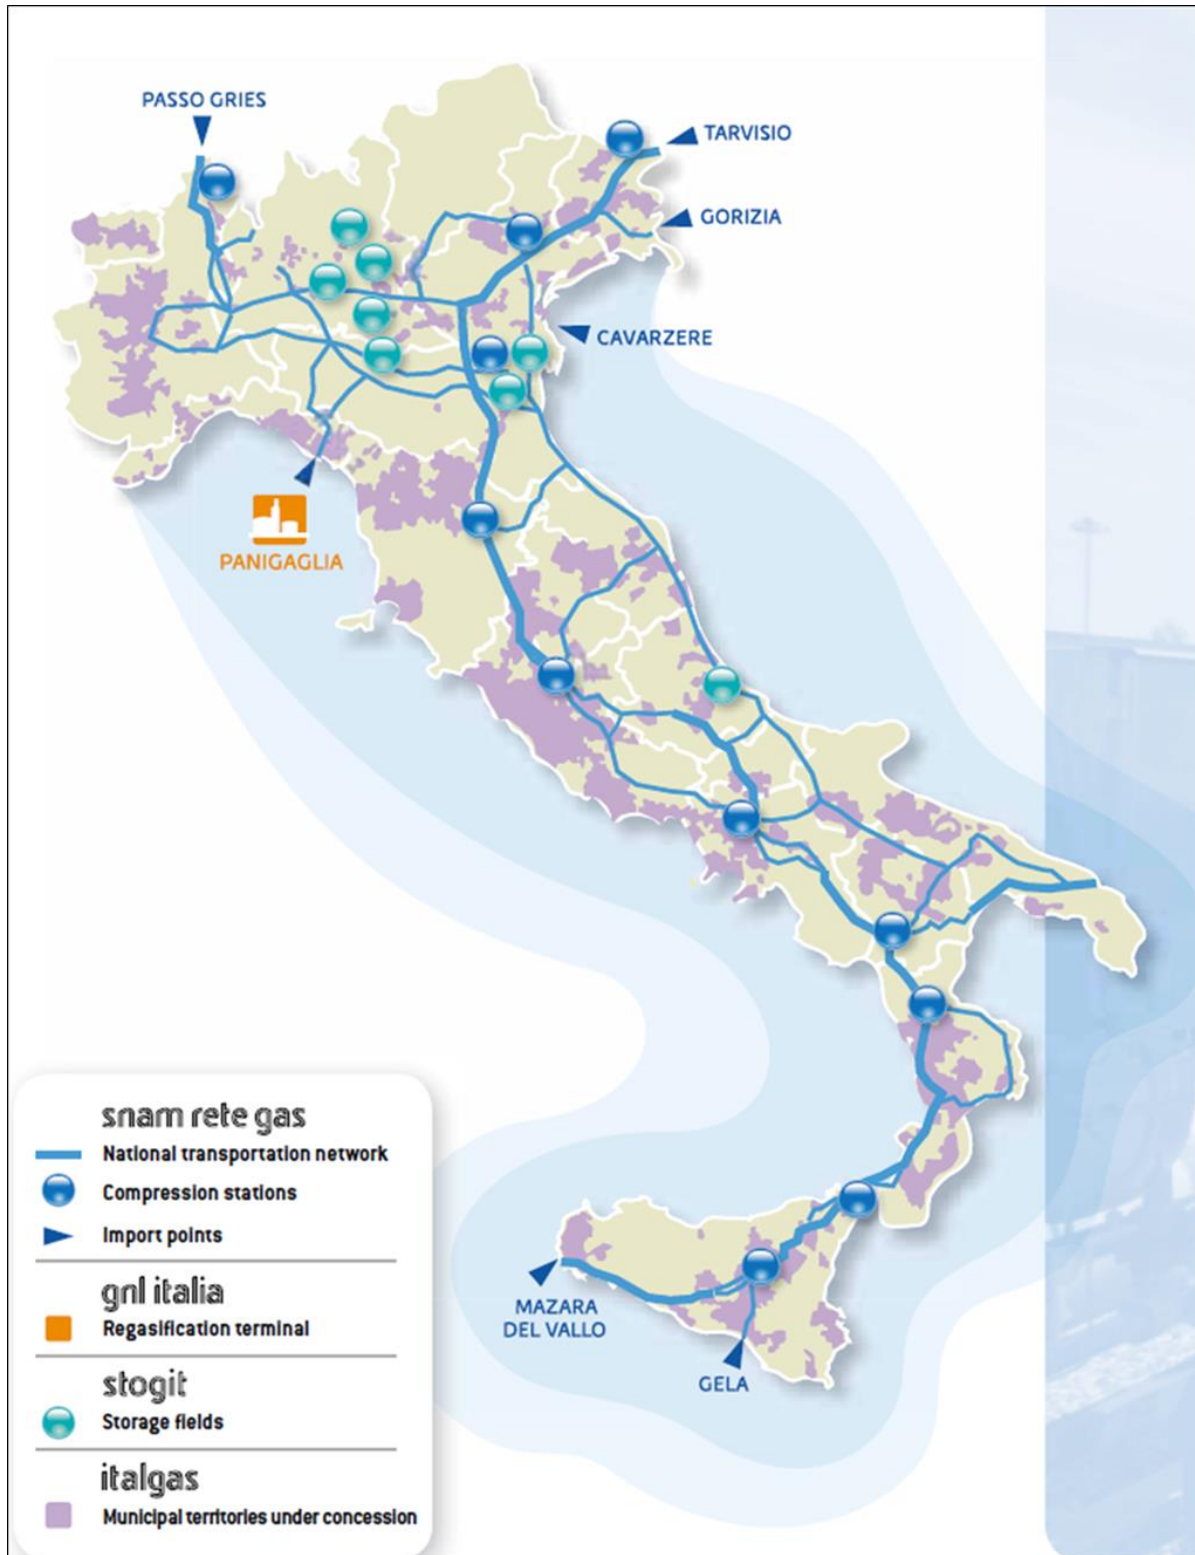 PASSO GRIES
TARVISIO
GORIZIA
CAVARZERE
PANIGAGLIA
MAZARA
DEL VALLO
GELA
snam rete gas
National transportation network
Compression stations
Import points
gnl italia
Regasification terminal
stogit
Storage fields
italgas
Municipal territories under concession